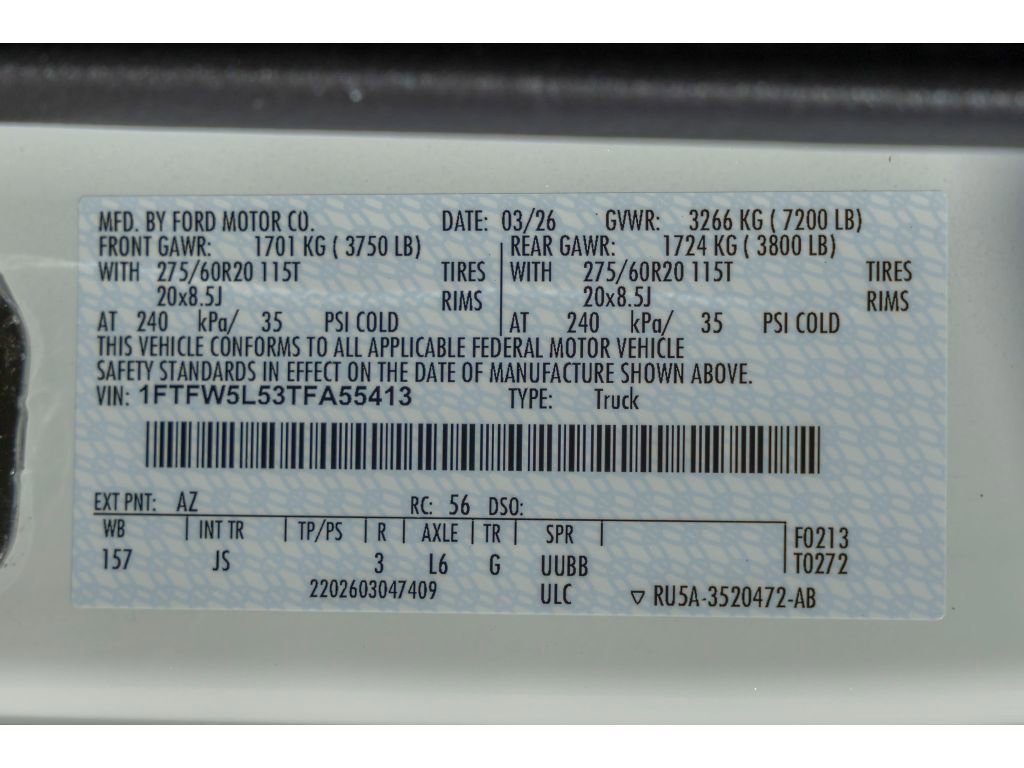 MFD. BY FORD MOTOR CO. DATE: 03/26 GVWR: 3266 KG ( 7200 LB)
FRONT GAWR: 1701 KG ( 3750 LB) REAR GAWR: 1724 KG ( 3800 LB)
WITH 275/60R20 115T TIRES WITH 275/60R20 115T TIRES
20x8.5J RIMS 20x8.5J RIMS
AT 240 kPa/ 35 PSI COLD AT 240 kPa/ 35 PSI COLD
THIS VEHICLE CONFORMS TO ALL APPLICABLE FEDERAL MOTOR VEHICLE
SAFETY STANDARDS IN EFFECT ON THE DATE OF MANUFACTURE SHOWN ABOVE.
VIN: 1FTFW5L53TFA55413 TYPE: Truck
EXT PNT: AZ RC: 56 DSO:
WB INT TR TP/PS R AXLE TR SPR F0213
157 JS 3 L6 G UUBB T0272
2202603047409 ULC ▽ RU5A-3520472-AB